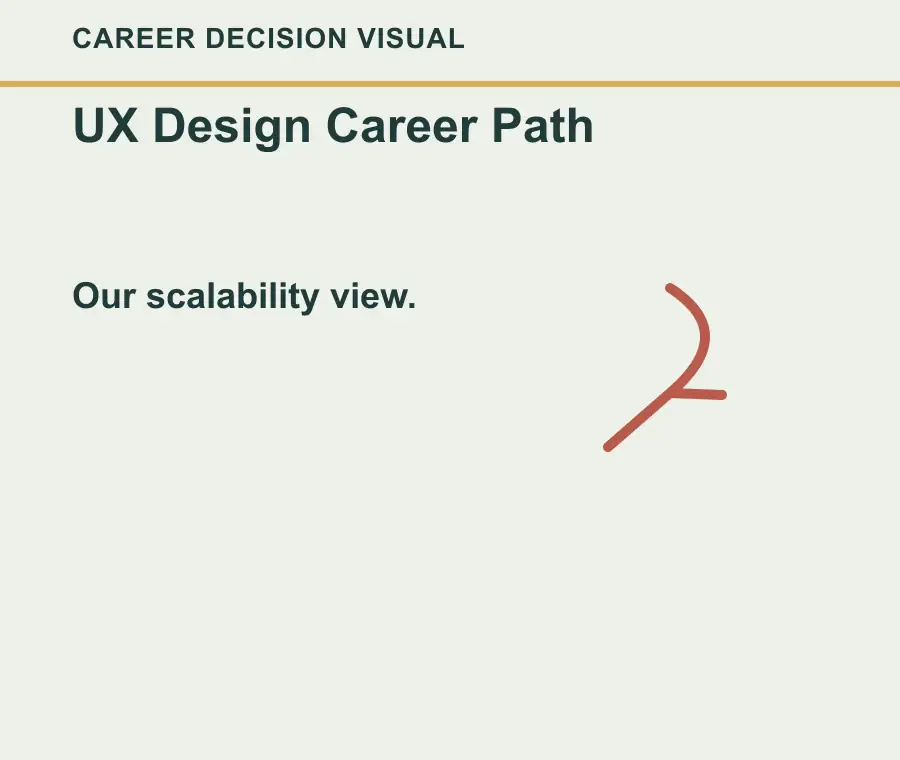 CAREER DECISION VISUAL
UX Design Career Path
Our scalability view.